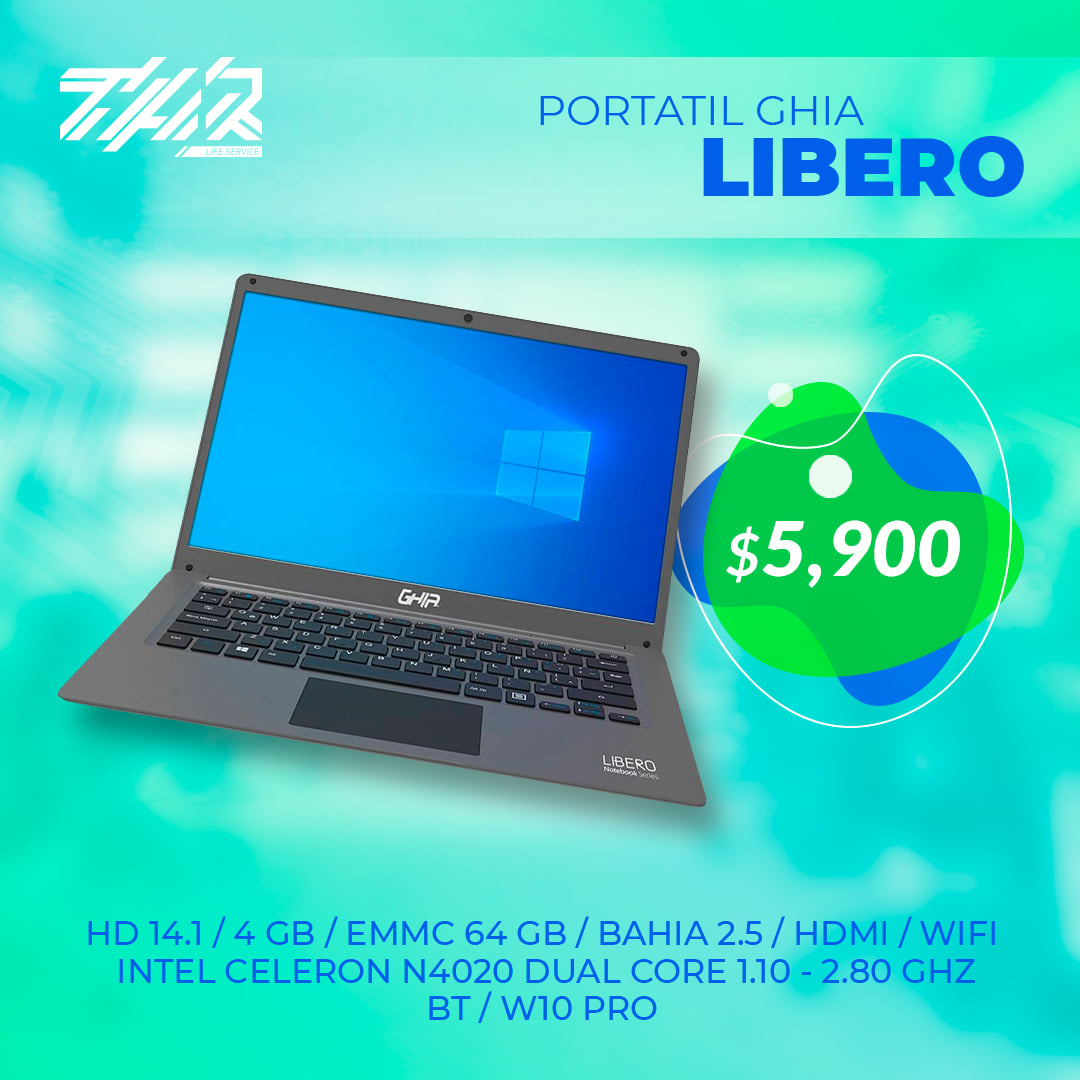 LIFE SERVICE
PORTATIL GHIA
LIBERO
$5,900
GHIA
LIBERO
Notebook Series
HD 14.1 / 4 GB / EMMC 64 GB / BAHIA 2.5 / HDMI / WIFI
INTEL CELERON N4020 DUAL CORE 1.10 - 2.80 GHZ
BT / W10 PRO